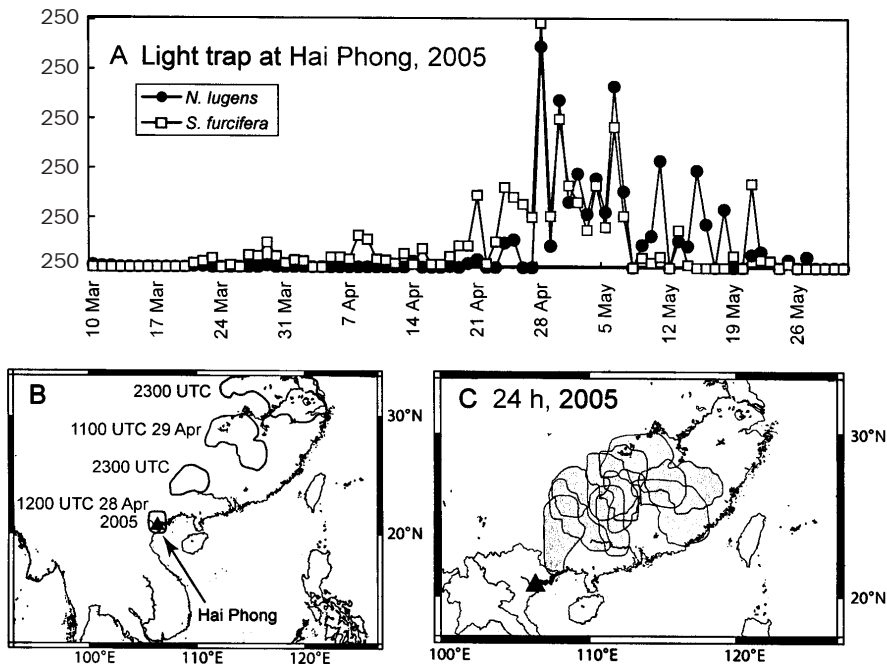 250
A Light trap at Hai Phong, 2005
250
N. lugens
S. furcifera
250
250
250
250
10 Mar
17 Mar
24 Mar
31 Mar
7 Apr
14 Apr
21 Apr
28 Apr
5 May
12 May
19 May
26 May
B
2300 UTC
1100 UTC 29 Apr
2300 UTC
1200 UTC 28 Apr
2005
Hai Phong
30°N
20°N
100°E
110°E
120°E
C 24 h, 2005
30°N
20°N
100°E
110°E
120°E